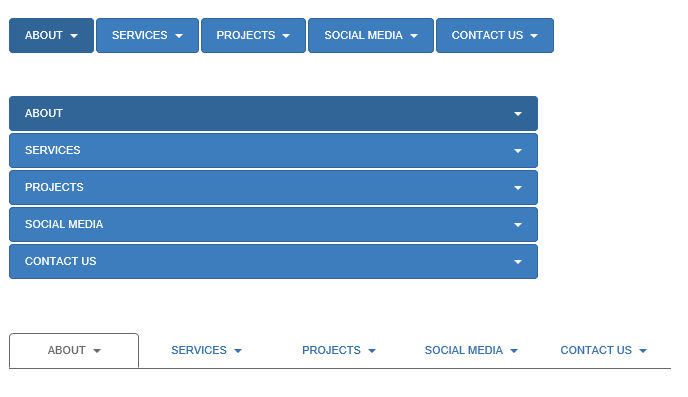 ABOUT SERVICES PROJECTS SOCIAL MEDIA CONTACT US
ABOUT
SERVICES
PROJECTS
SOCIAL MEDIA
CONTACT US
ABOUT SERVICES PROJECTS SOCIAL MEDIA CONTACT US